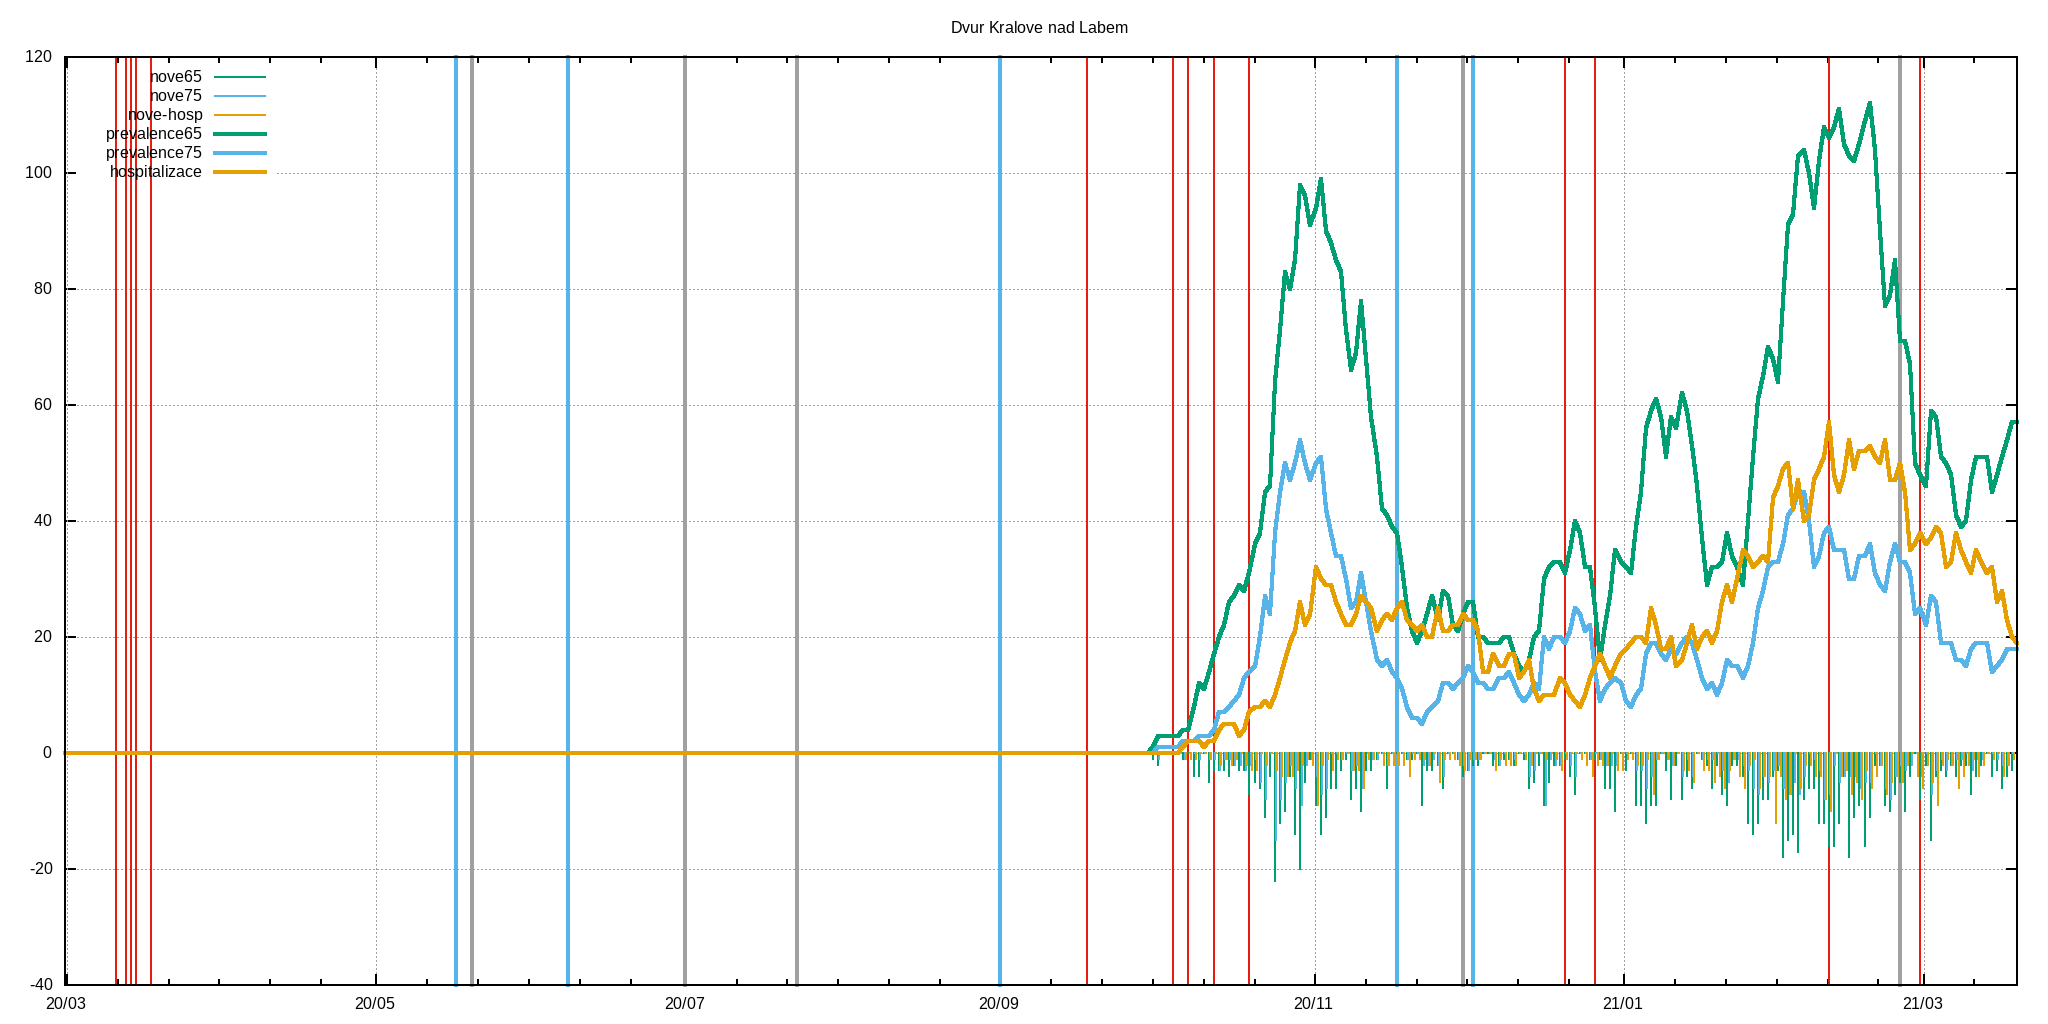 Dvur Kralove nad Labem
120
100
80
60
40
20
0
-20
-40
nove65
nove75
nove-hosp
prevalence65
prevalence75
hospitalizace
20/03 20/05 20/07 20/09 20/11 21/01 21/03